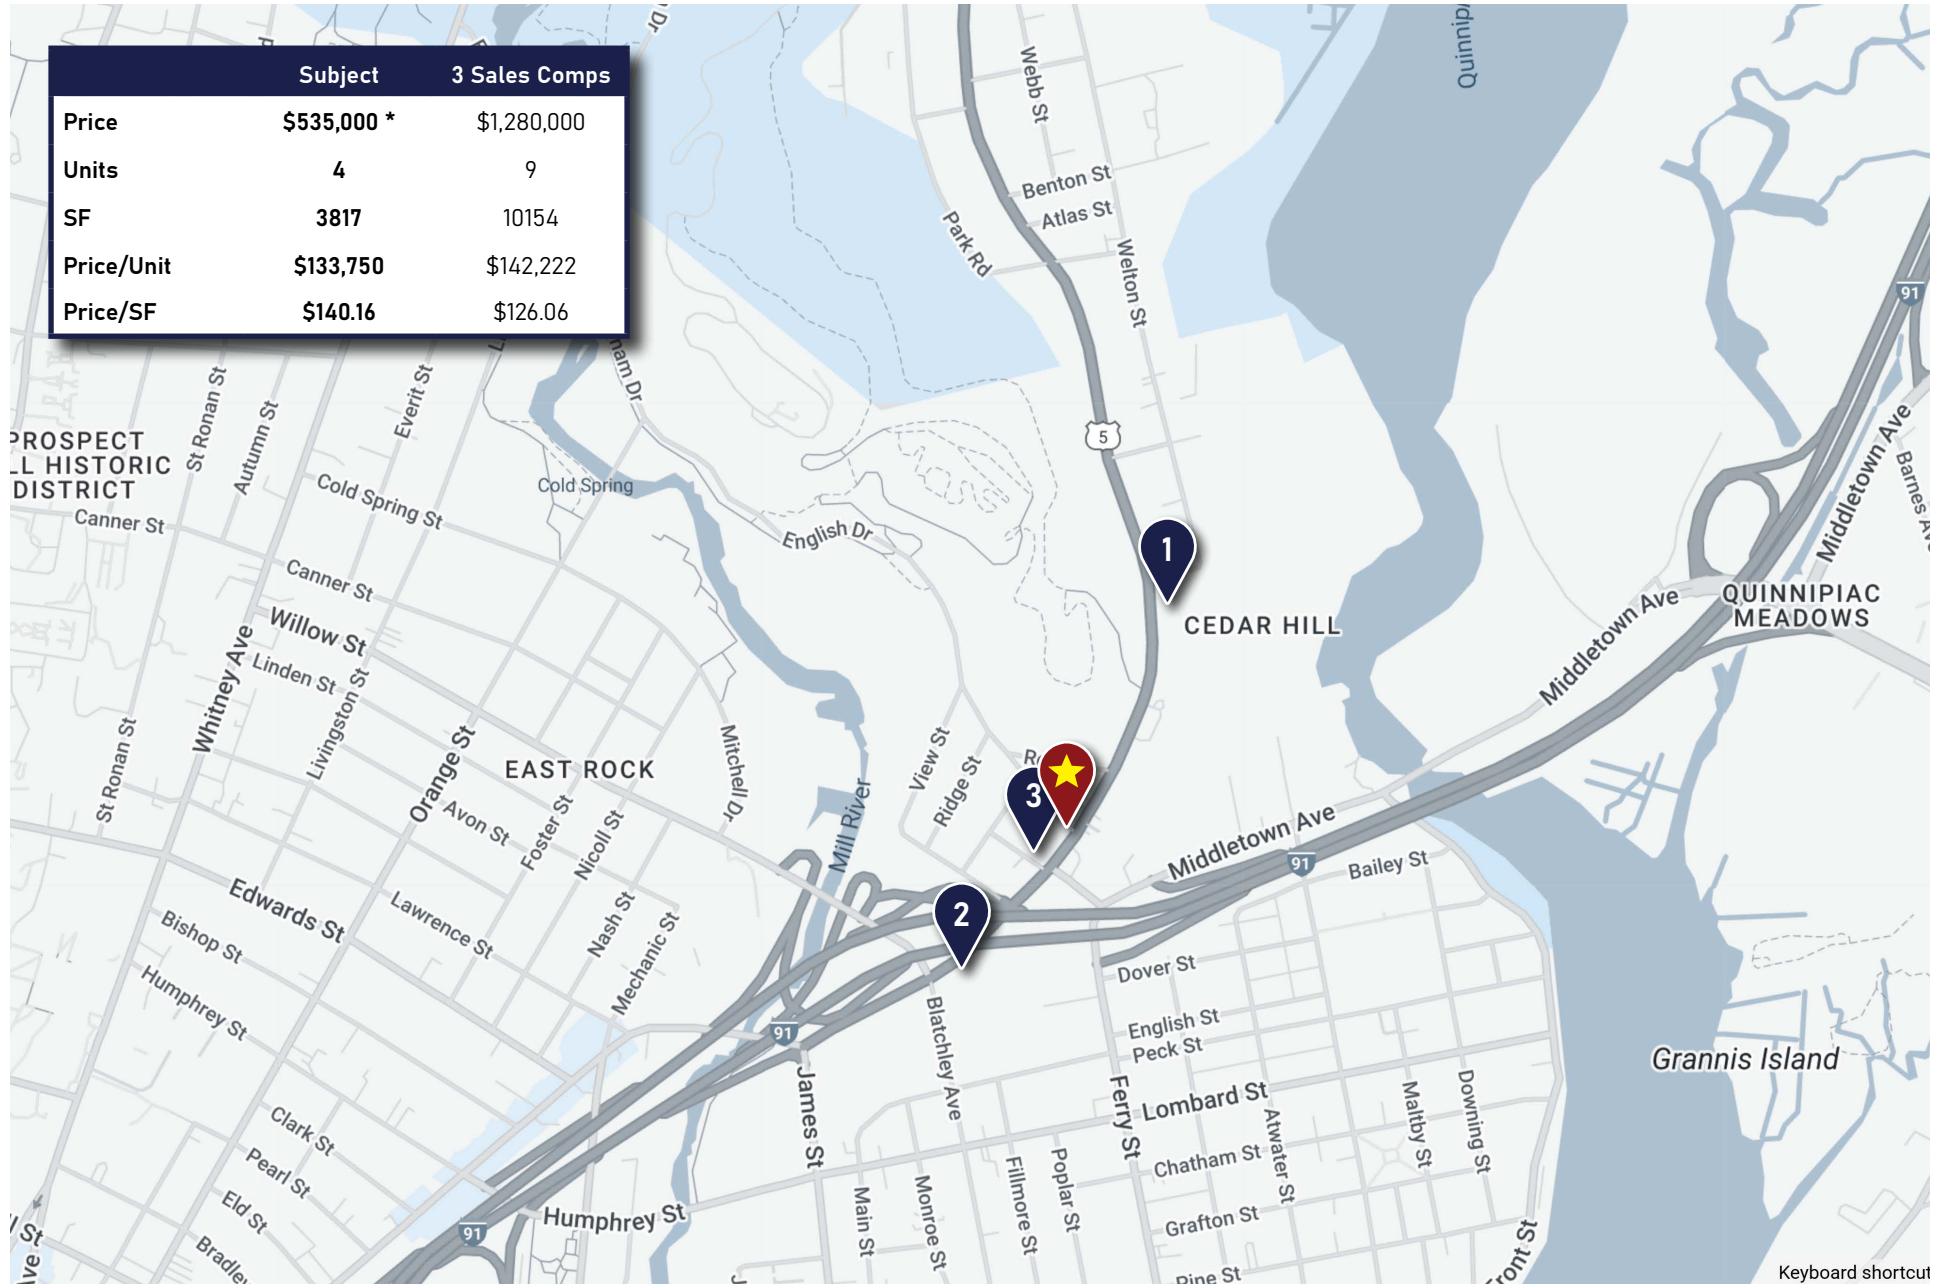 Subject 3 Sales Comps
Price $535,000 * $1,280,000
Units 4 9
SF 3817 10154
Price/Unit $133,750 $142,222
Price/SF $140.16 $126.06
Webb St
Benton St
Atlas St
Park Rd
Welton St
5
91
St Ronan St
Autumn St
Everit St
PROSPECT
HISTORIC
DISTRICT
Canner St
Cold Spring St
Cold Spring
English Dr
Middletown Ave
1
CEDAR HILL
QUINNIPIAC
MEADOWS
Canner St
Willow St
Linden St
Whitney Ave
Livingston St
Middletown Ave
St Ronan St
Orange St
EAST ROCK
Mitchell Dr
View St
Ridge St
3
Avon St
Foster St
Nicoll St
Mill River
Middletown Ave
91
Bailey St
Edwards St
Bishop St
Lawrence St
Nash St
Mechanic St
2
Humphrey St
Dover St
91
Blatchley Ave
English St
Peck St
Grannis Island
James St
Ferry St
Lombard St
Atwater St
Maltby St
Downing St
Clark St
Pearl St
Chatham St
Eld St
Main St
Monroe St
Fillmore St
Poplar St
Humphrey St
Grafton St
91
Front St
Pine St
Keyboard